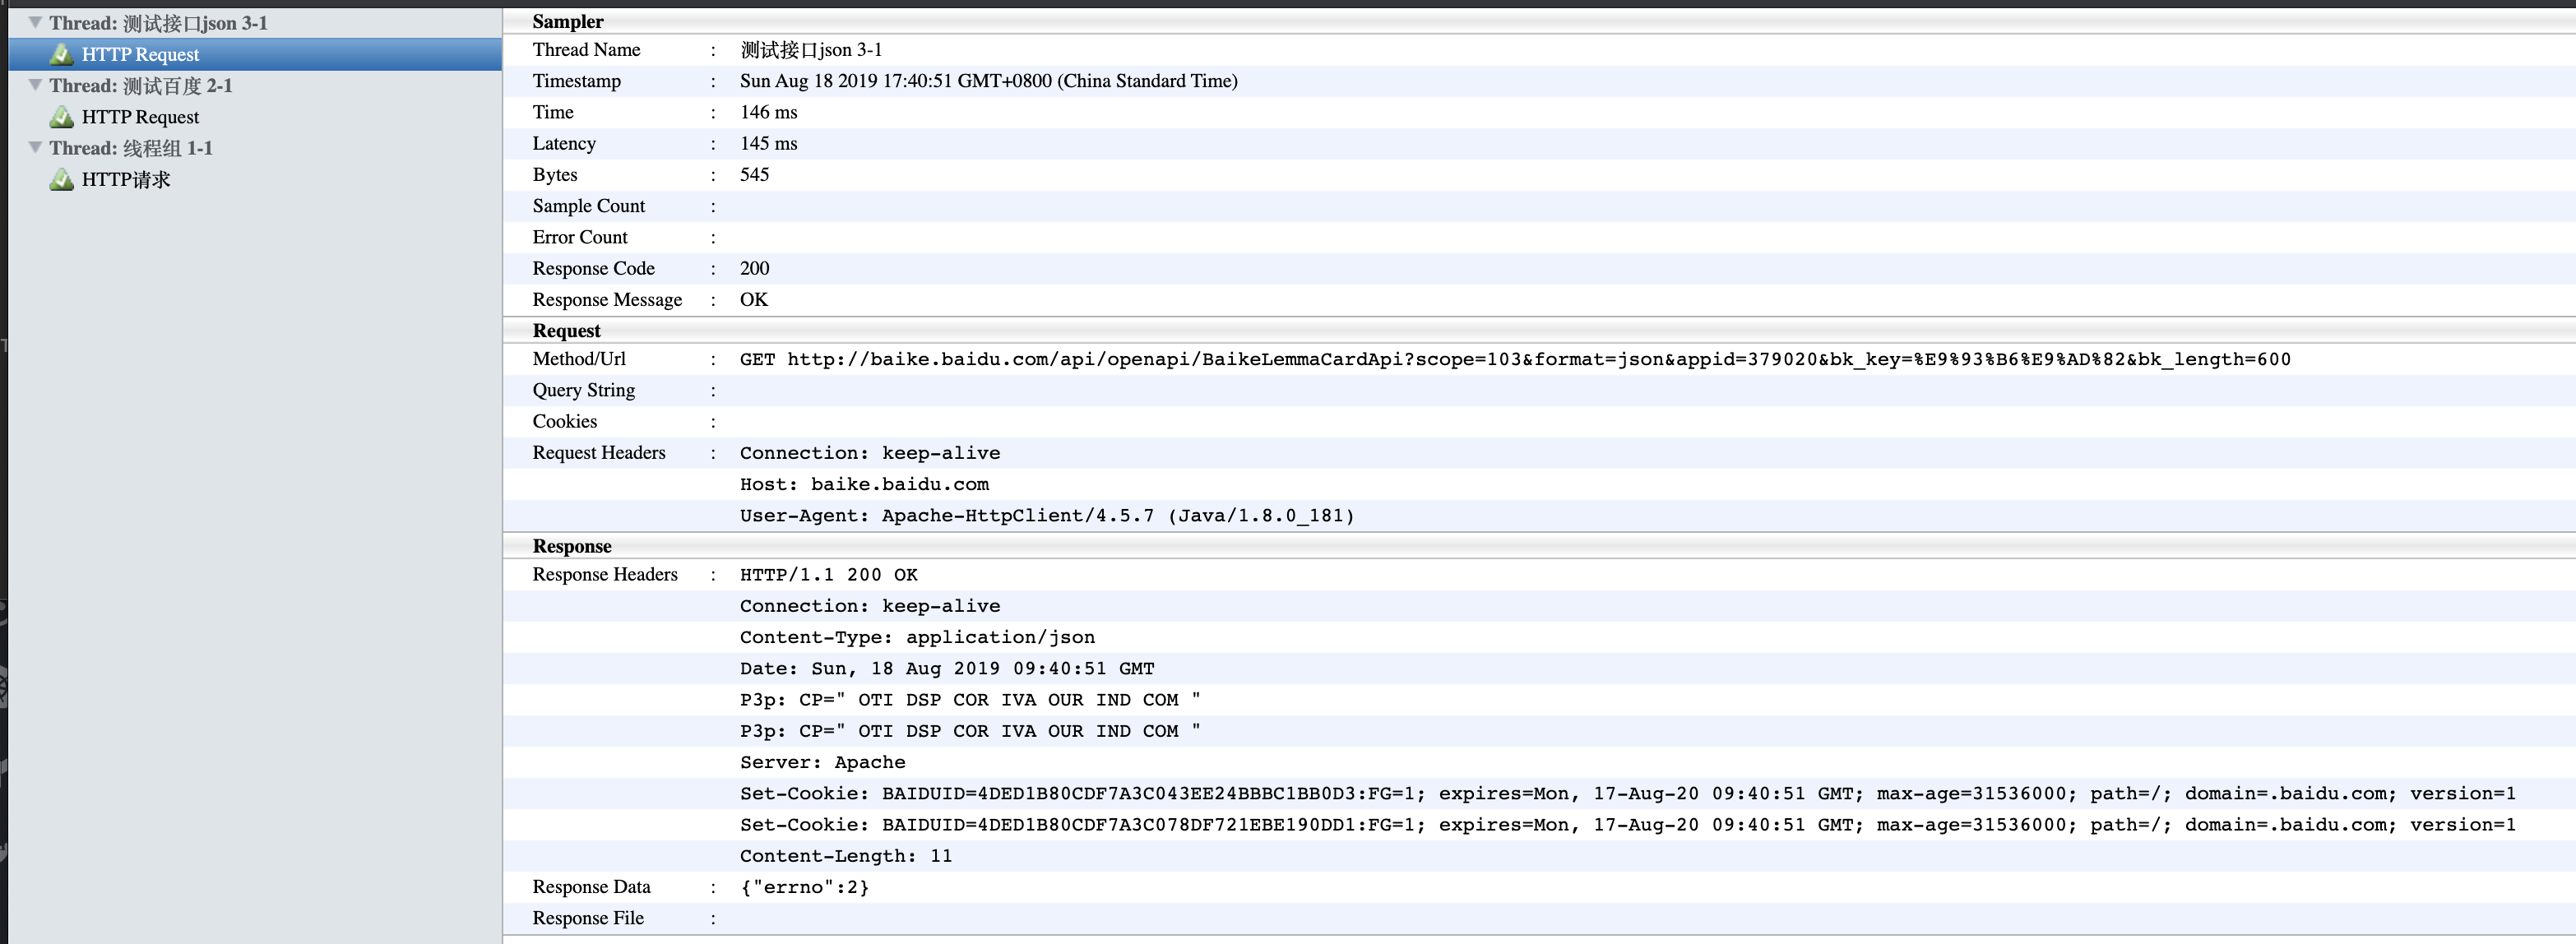 Thread: 测试接口json 3-1
HTTP Request
Thread: 测试百度 2-1
HTTP Request
Thread: 线程组 1-1
HTTP请求
Sampler
Thread Name : 测试接口json 3-1
Timestamp : Sun Aug 18 2019 17:40:51 GMT+0800 (China Standard Time)
Time : 146 ms
Latency : 145 ms
Bytes : 545
Sample Count :
Error Count :
Response Code : 200
Response Message : OK
Request
Method/Url : GET http://baike.baidu.com/api/openapi/BaikeLemmaCardApi?scope=103&format=json&appid=379020&bk_key=%E9%93%B6%E9%AD%82&bk_length=600
Query String :
Cookies :
Request Headers : Connection: keep-alive
Host: baike.baidu.com
User-Agent: Apache-HttpClient/4.5.7 (Java/1.8.0_181)
Response
Response Headers : HTTP/1.1 200 OK
Connection: keep-alive
Content-Type: application/json
Date: Sun, 18 Aug 2019 09:40:51 GMT
P3p: CP=" OTI DSP COR IVA OUR IND COM "
P3p: CP=" OTI DSP COR IVA OUR IND COM "
Server: Apache
Set-Cookie: BAIDUID=4DED1B80CDF7A3C043EE24BBBC1BB0D3:FG=1; expires=Mon, 17-Aug-20 09:40:51 GMT; max-age=31536000; path=/; domain=.baidu.com; version=1
Set-Cookie: BAIDUID=4DED1B80CDF7A3C078DF721EBE190DD1:FG=1; expires=Mon, 17-Aug-20 09:40:51 GMT; max-age=31536000; path=/; domain=.baidu.com; version=1
Content-Length: 11
Response Data : {"errno":2}
Response File :